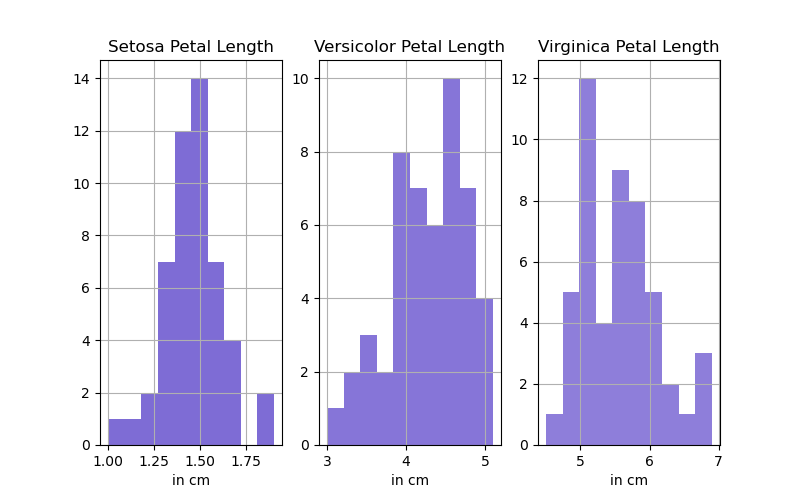 Setosa Petal Length
14
12
10
8
6
4
2
0
1.00 1.25 1.50 1.75
in cm
Versicolor Petal Length
10
8
6
4
2
0
3 4 5
in cm
Virginica Petal Length
12
10
8
6
4
2
0
5 6 7
in cm